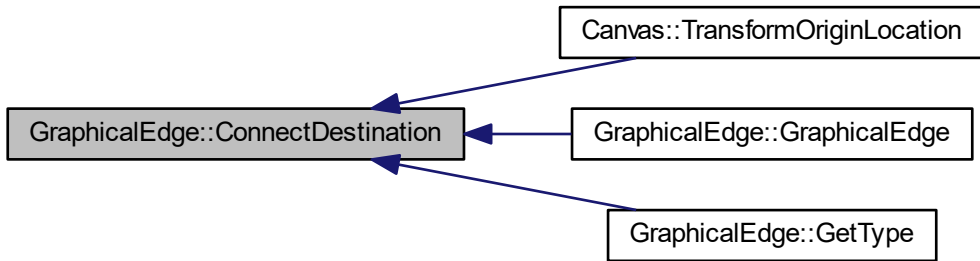 Canvas::TransformOriginLocation
GraphicalEdge::ConnectDestination
GraphicalEdge::GraphicalEdge
GraphicalEdge::GetType